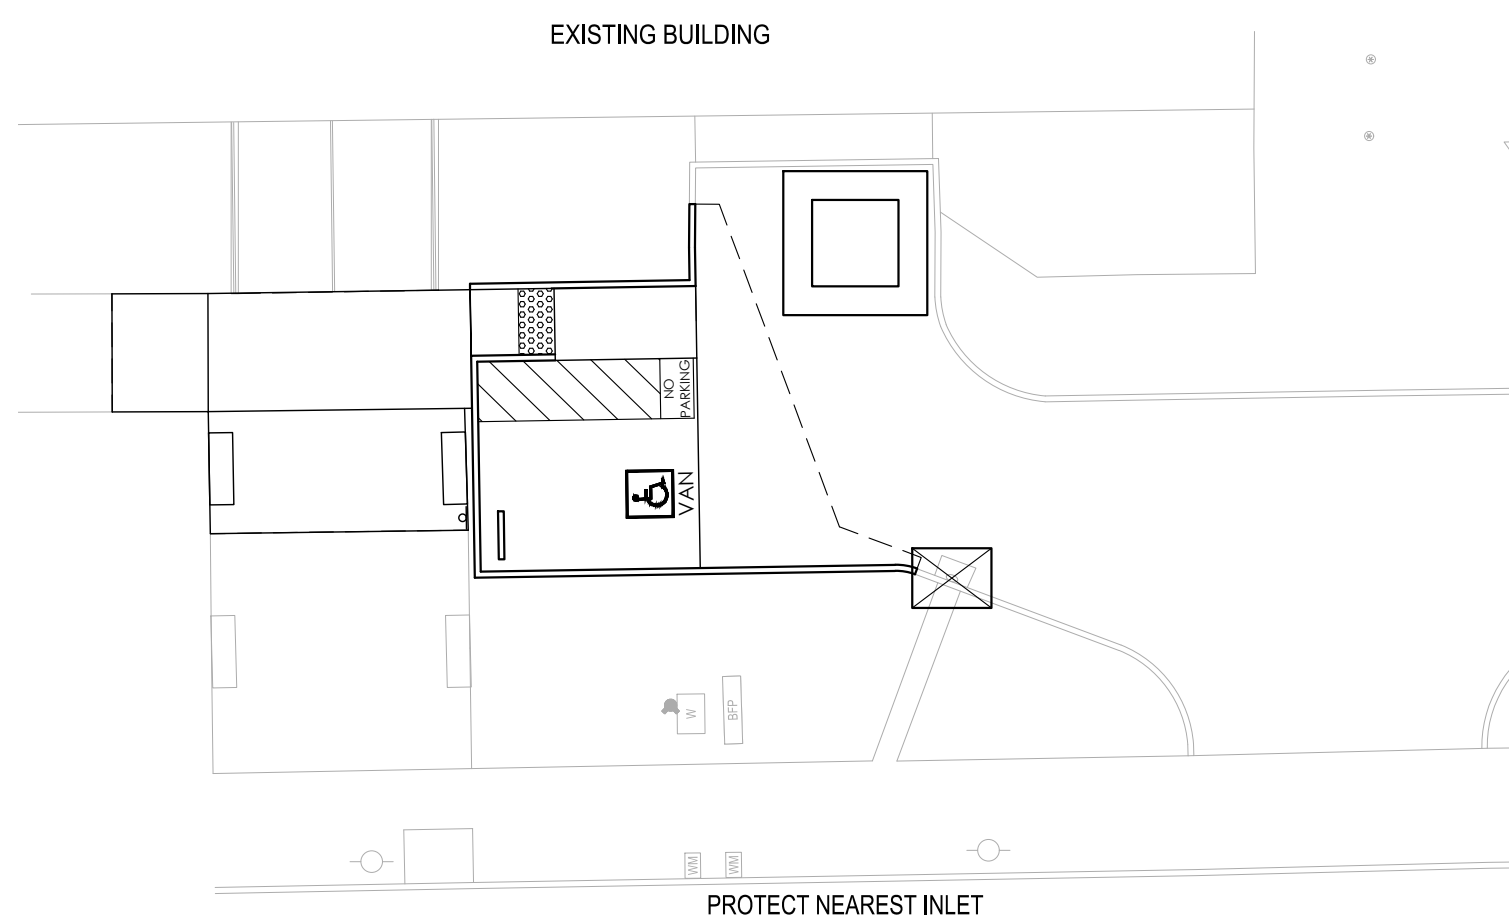 EXISTING BUILDING
NO
PARKING
VAN
W
BFP
WM
WM
PROTECT NEAREST INLET